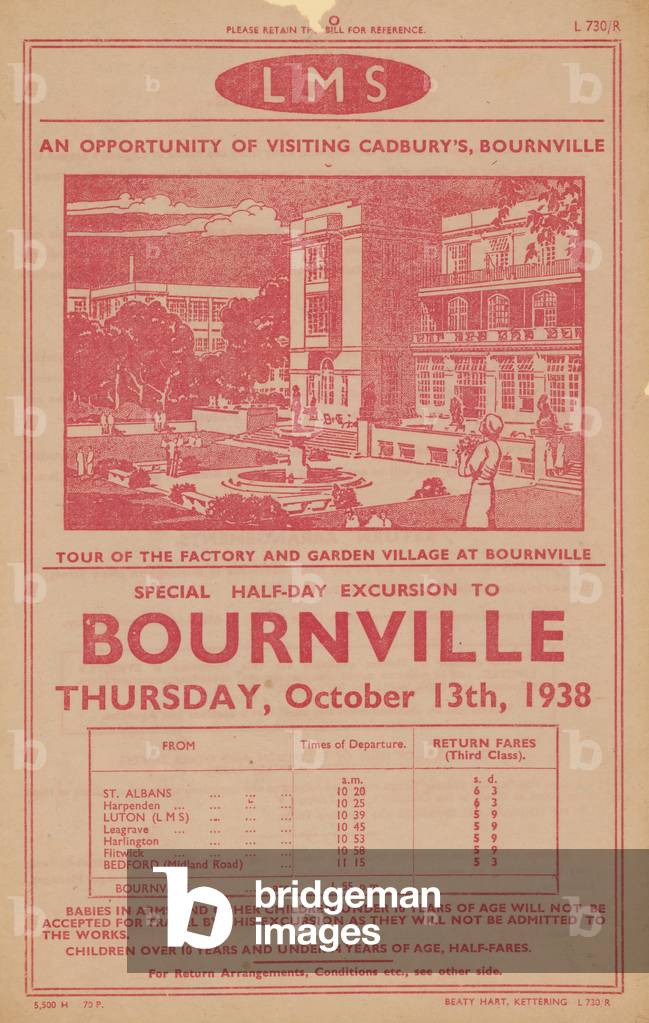 PLEASE RETAIN BILL FOR REFERENCE.
L 730/R
LMS
AN OPPORTUNITY OF VISITING CADBURY'S, BOURNVILLE
TOUR OF THE FACTORY AND GARDEN VILLAGE AT BOURNVILLE
SPECIAL HALF-DAY EXCURSION TO
BOURNVILLE
THURSDAY, October 13th, 1938
FROM Times of Departure. RETURN FARES
(Third Class).
a.m. s. d.
ST. ALBANS ... ... ... 10 20 6 3
Harpenden ... ... ... ... 10 25 6 3
LUTON (L M S) ... ... ... 10 39 5 9
Leagrave ... ... ... ... 10 45 5 9
Harlington ... ... ... 10 53 5 9
Flitwick ... ... ... ... 10 58 5 9
BEDFORD (Midland Road) ... 11 15 5 3
BABIES IN ARMS UNDER 10 YEARS OF AGE WILL NOT BE
ACCEPTED FOR EXCURSION AS THEY WILL NOT BE ADMITTED TO
THE WORKS.
CHILDREN OVER 10 YEARS AND UNDER YEARS OF AGE, HALF-FARES.
For Return Arrangements, Conditions etc., see other side.
5,500 H 70 P.
BEATY HART, KETTERING L 730/R
b bridgeman
images